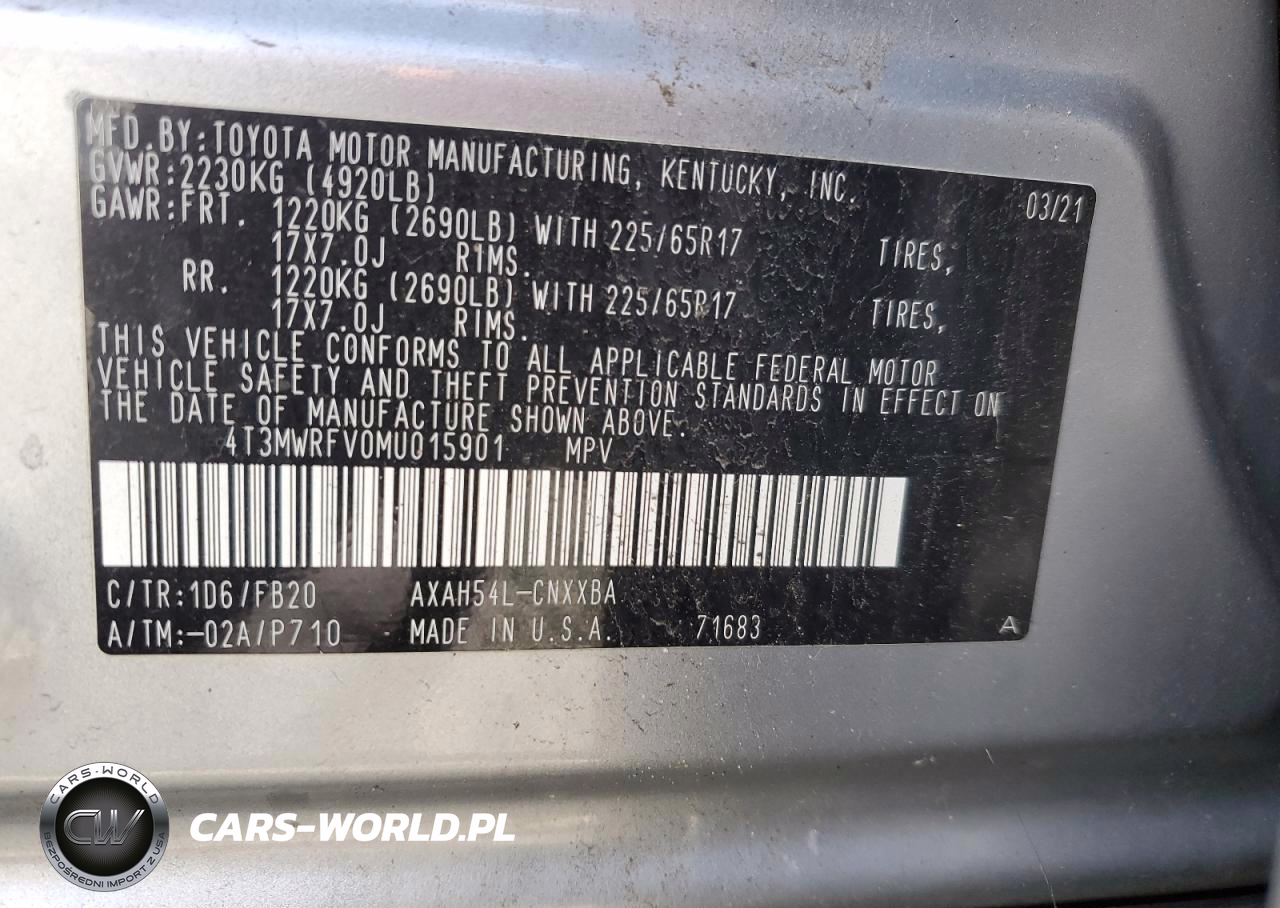 MFD.BY:TOYOTA MOTOR MANUFACTURING, KENTUCKY, INC.
GVWR:2230KG (4920LB) 03/21
GAWR:FRT. 1220KG (2690LB) WITH 225/65R17 TIRES,
17X7.0J RIMS.
RR. 1220KG (2690LB) WITH 225/65R17 TIRES,
17X7.0J RIMS.
THIS VEHICLE CONFORMS TO ALL APPLICABLE FEDERAL MOTOR
VEHICLE SAFETY AND THEFT PREVENTION STANDARDS IN EFFECT ON
THE DATE OF MANUFACTURE SHOWN ABOVE.
4T3MWRFV0MU015901 MPV
C/TR:1D6/FB20 AXAH54L-CNXXBA
A/TM:-02A/P710 MADE IN U.S.A. 71683 A
CARS-WORLD
CW
BEZPOŚREDNI IMPORT Z USA
CARS-WORLD.PL